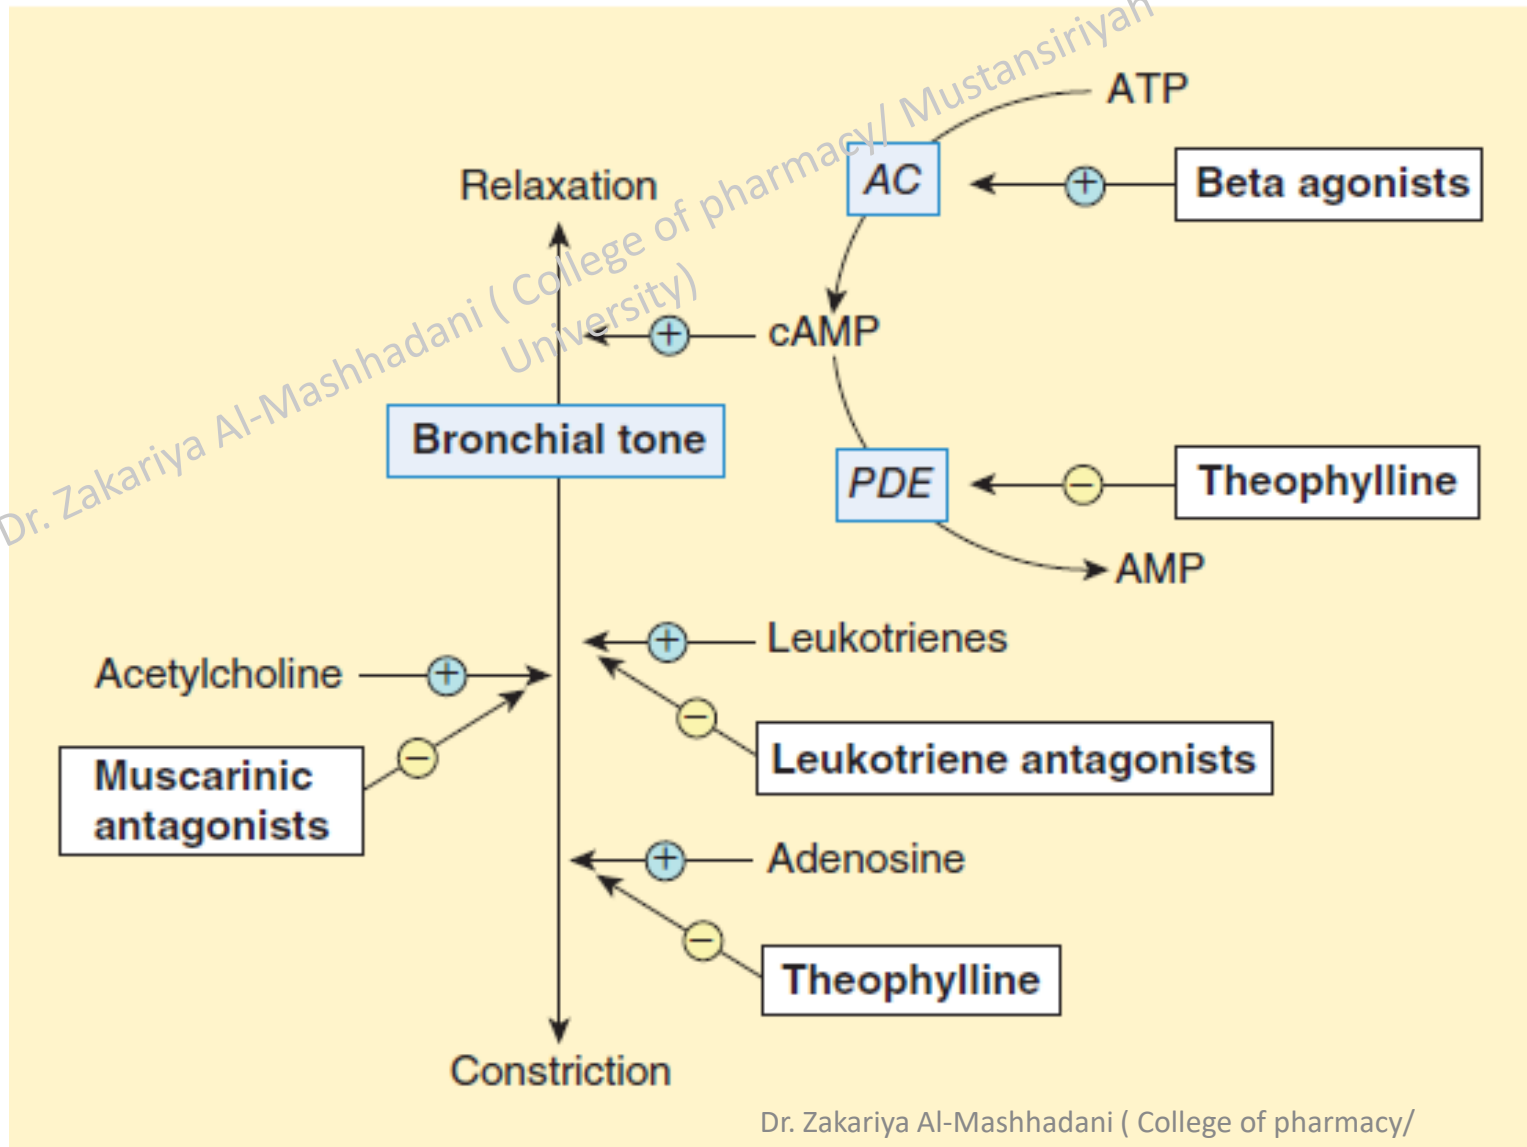 ATP
Relaxation
AC
+
Beta agonists
+
cAMP
Bronchial tone
PDE
−
Theophylline
AMP
+
Leukotrienes
Acetylcholine
+
−
Leukotriene antagonists
Muscarinic
antagonists
−
+
Adenosine
−
Theophylline
Constriction
Dr. Zakariya Al-Mashhadani ( College of pharmacy/ Mustansiriyah
University)
Dr. Zakariya Al-Mashhadani ( College of pharmacy/